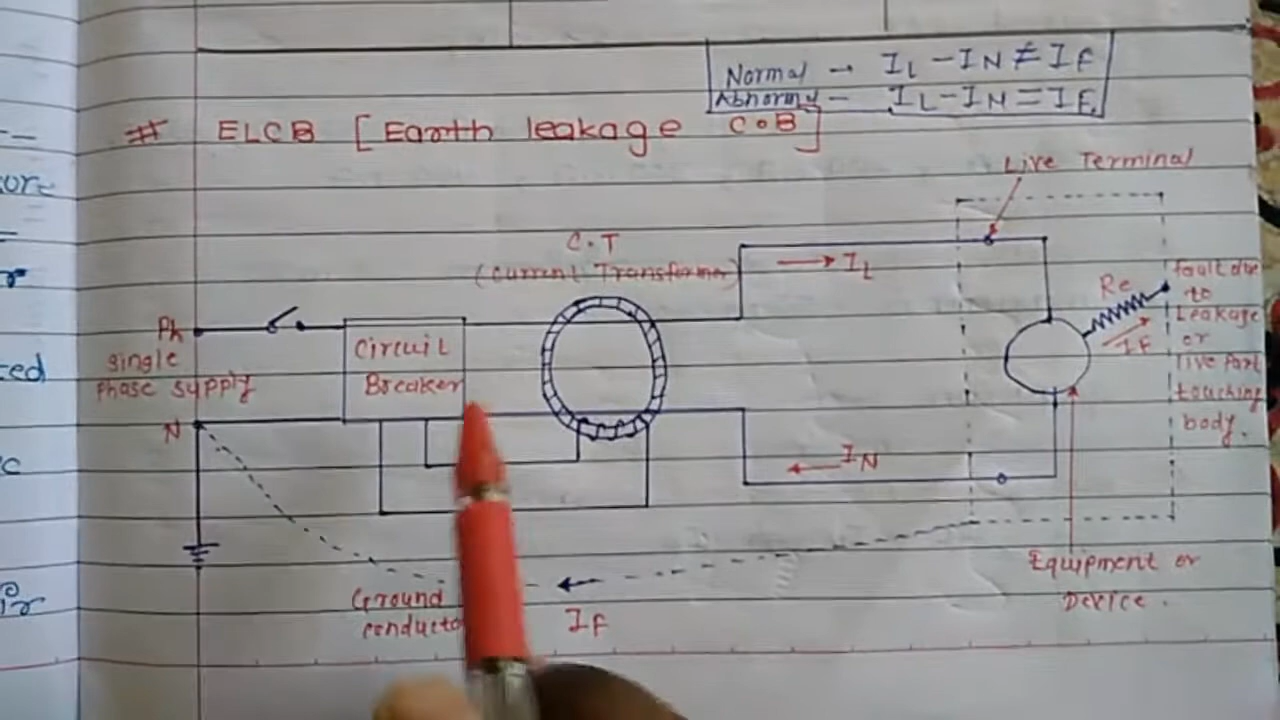 Normal → IL - IN ≠ IF
Abnormal - IL - IN = IF
# ELCB [Earth leakage C.B]
Live Terminal
C.T
(Current Transformer)
→ IL
Ph
single
Phase supply
N
Circuit
Breaker
Re
IF
fault due
to
Leakage
or
live part
touching
body.
← IN
Equipment or
Device.
Ground
conducto
IF